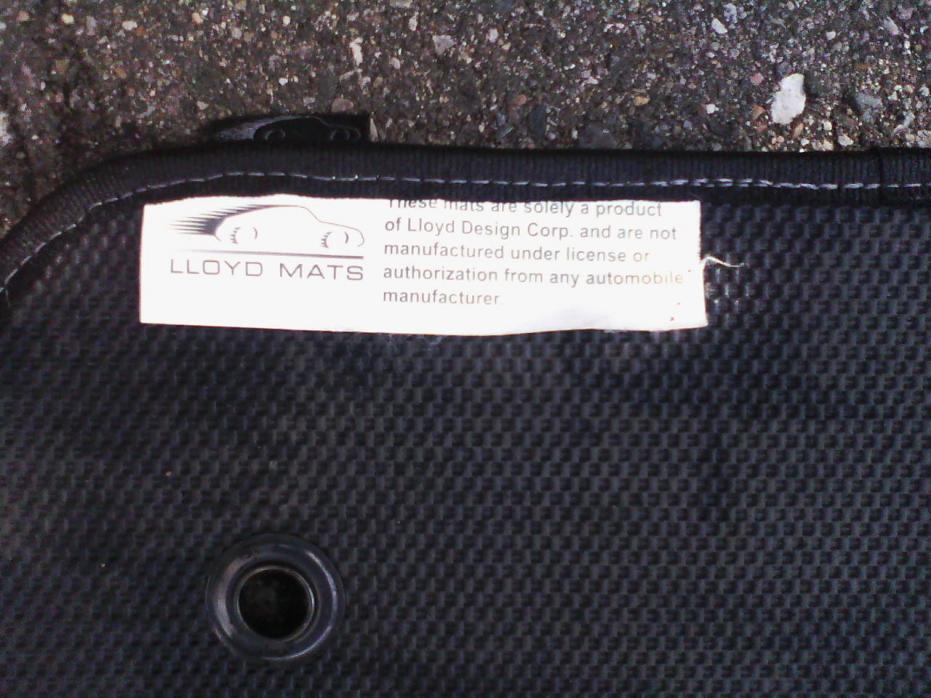 LLOYD MATS
These mats are solely a product
of Lloyd Design Corp. and are not
manufactured under license or
authorization from any automobile
manufacturer.